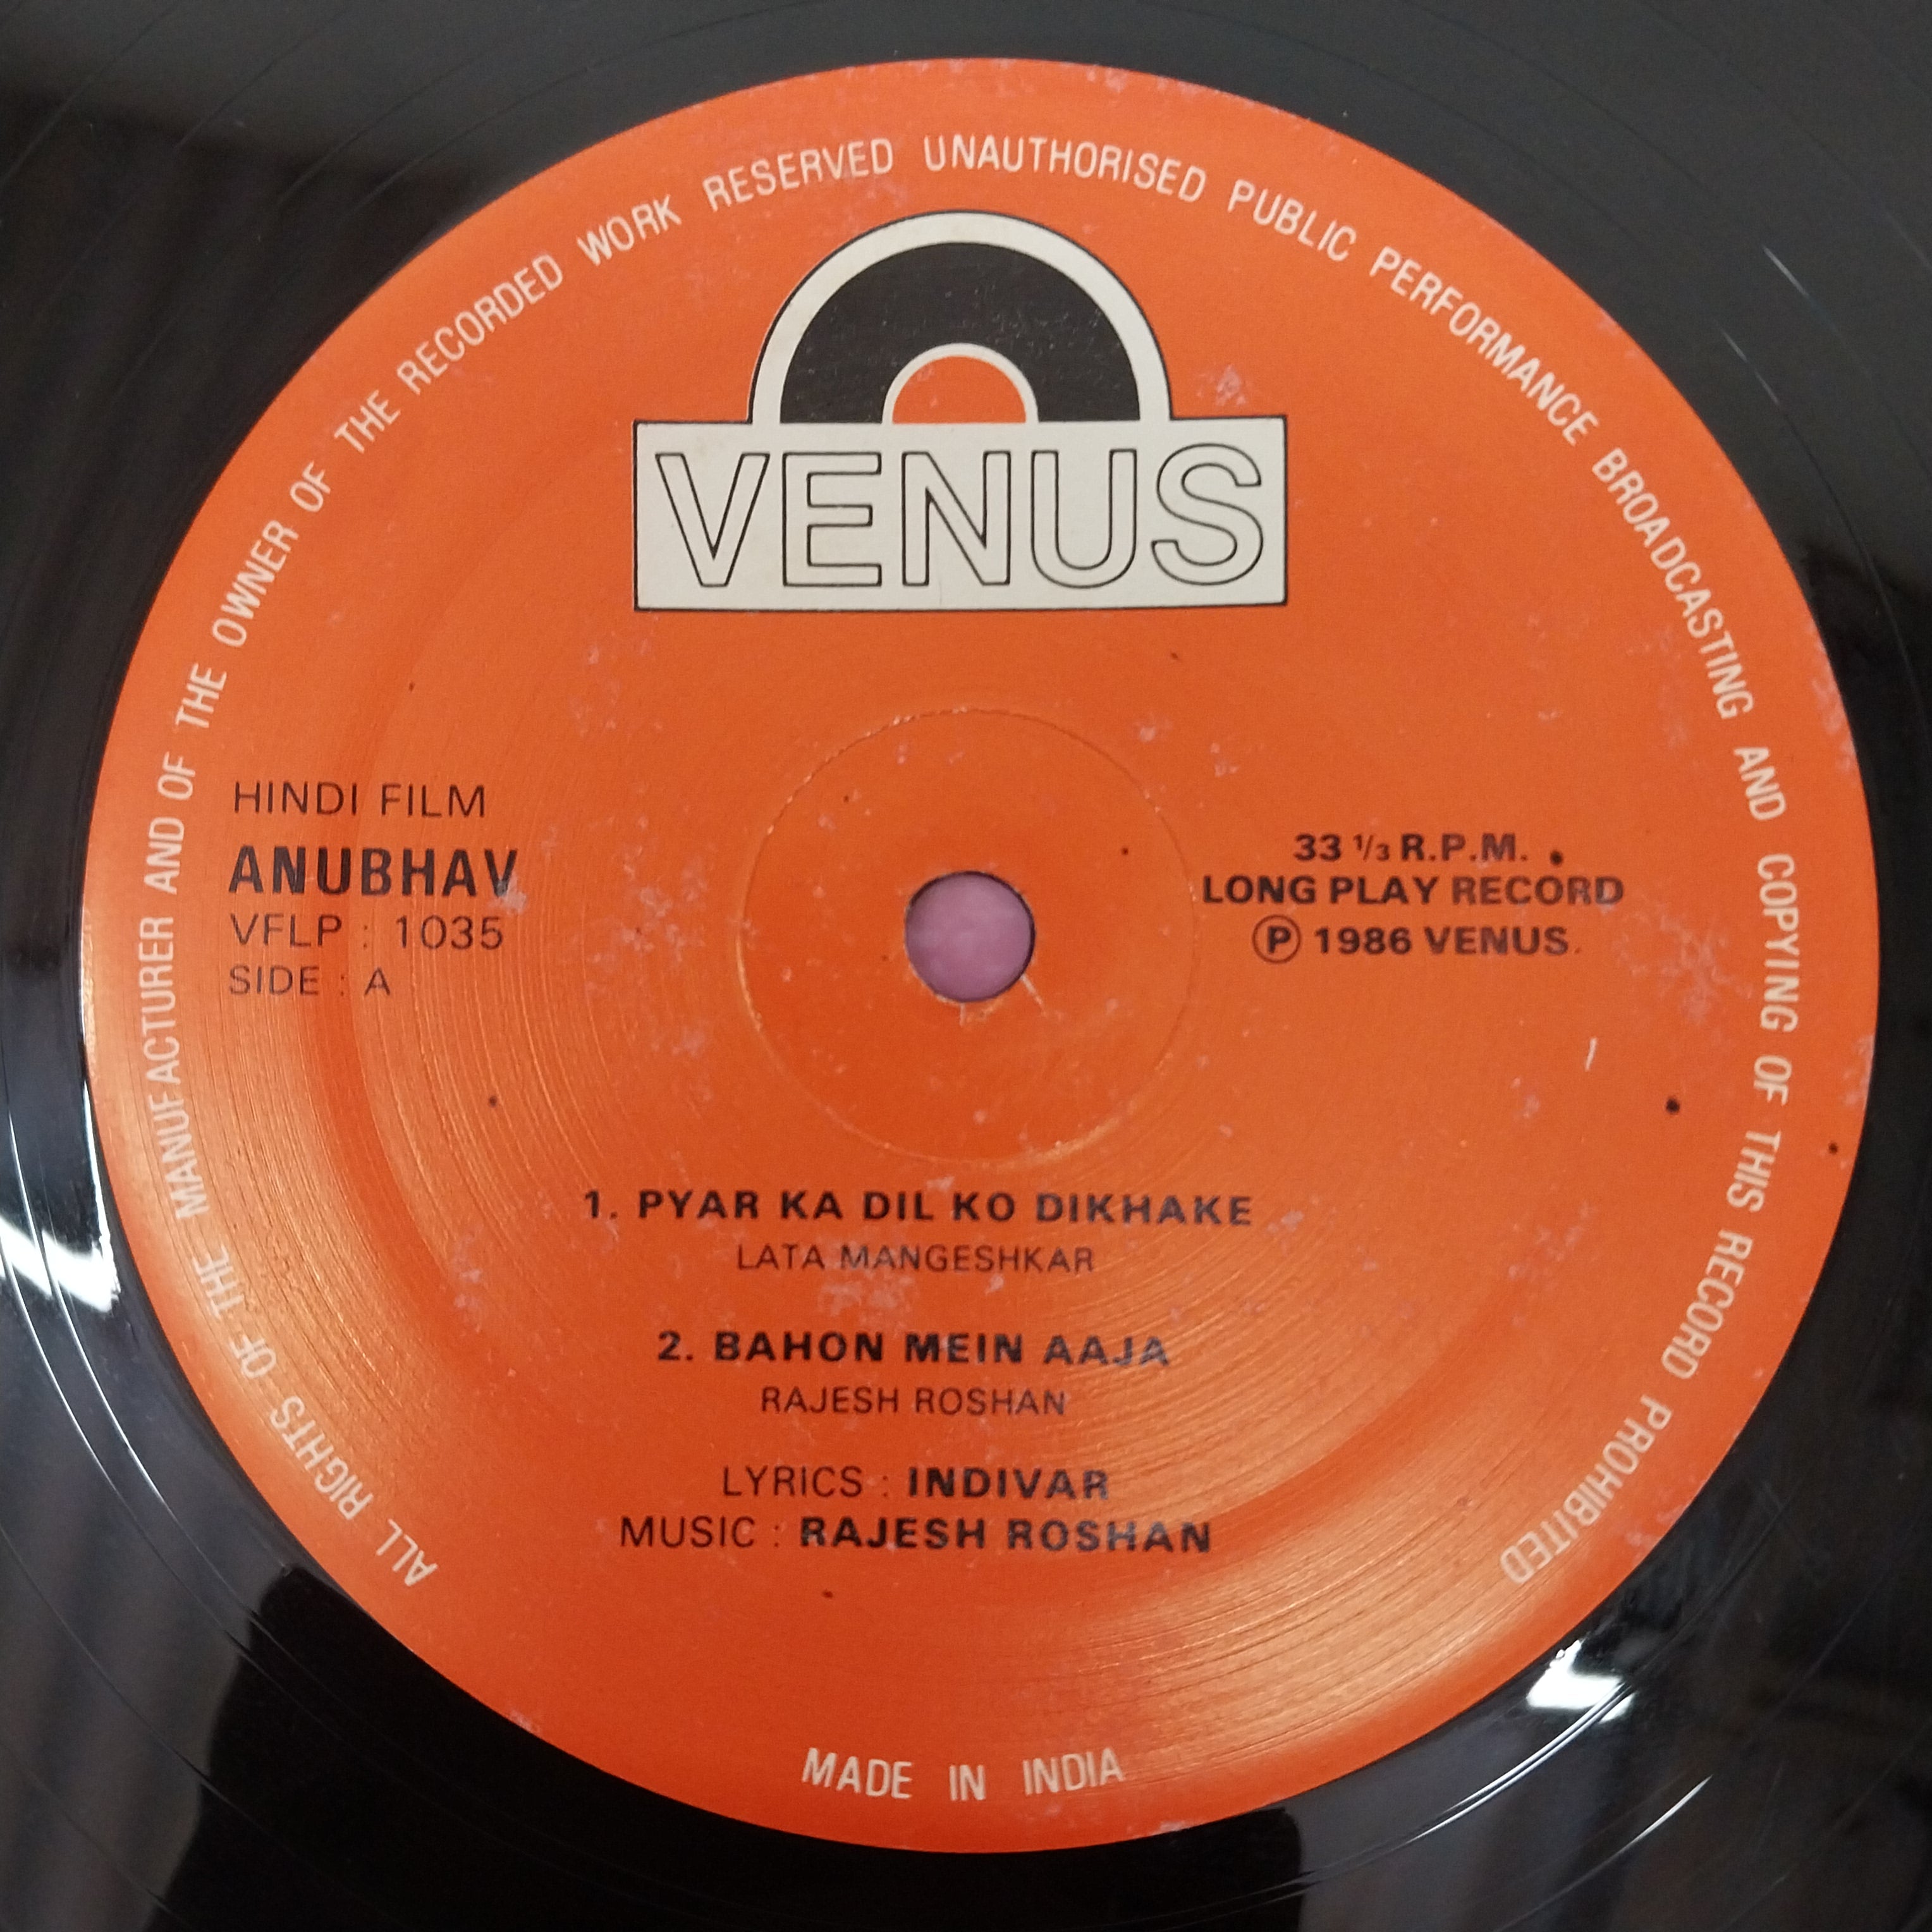 ALL RIGHTS OF THE MANUFACTURER AND OF THE OWNER OF THE RECORDED WORK RESERVED UNAUTHORISED PUBLIC PERFORMANCE BROADCASTING AND COPYING OF THIS RECORD PROHIBITED
VENUS
HINDI FILM
ANUBHAV
VFLP : 1035
SIDE : A
33 1/3 R.P.M.
LONG PLAY RECORD
Ⓟ 1986 VENUS.
1. PYAR KA DIL KO DIKHAKE
LATA MANGESHKAR
2. BAHON MEIN AAJA
RAJESH ROSHAN
LYRICS : INDIVAR
MUSIC : RAJESH ROSHAN
MADE IN INDIA